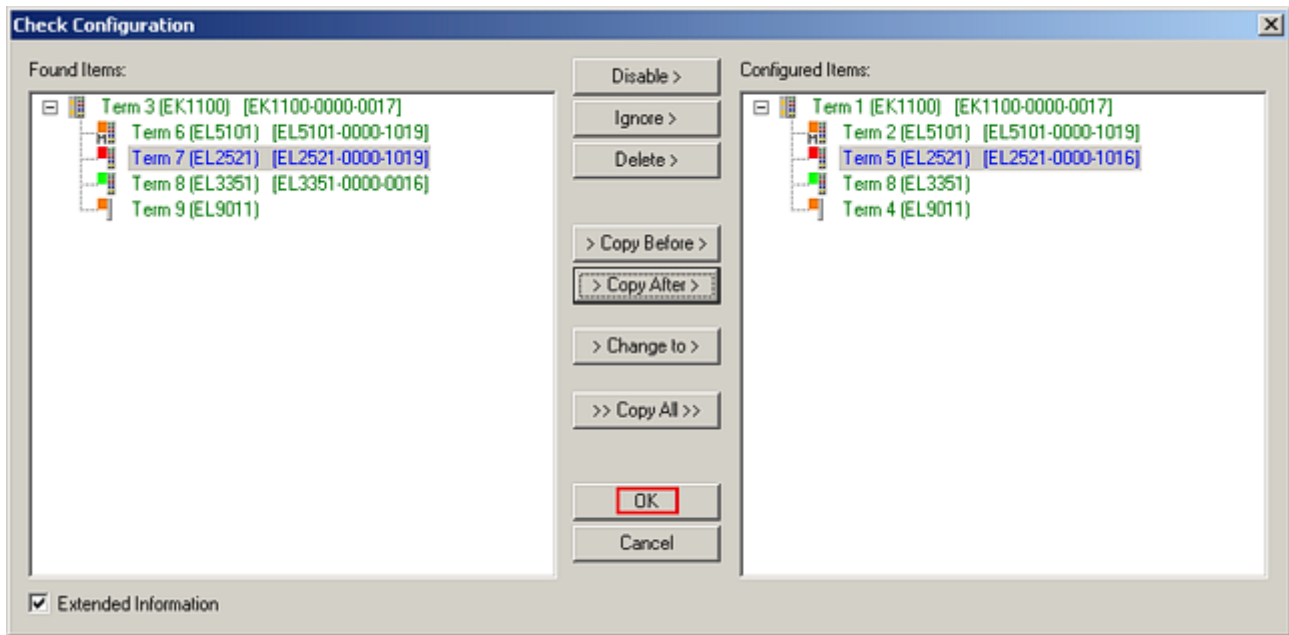 Check Configuration
Found Items:
Term 3 (EK1100) [EK1100-0000-0017]
Term 6 (EL5101) [EL5101-0000-1019]
Term 7 (EL2521) [EL2521-0000-1019]
Term 8 (EL3351) [EL3351-0000-0016]
Term 9 (EL9011)
Disable >
Ignore >
Delete >
> Copy Before >
> Copy After >
> Change to >
>> Copy All >>
OK
Cancel
Configured Items:
Term 1 (EK1100) [EK1100-0000-0017]
Term 2 (EL5101) [EL5101-0000-1019]
Term 5 (EL2521) [EL2521-0000-1016]
Term 8 (EL3351)
Term 4 (EL9011)
Extended Information